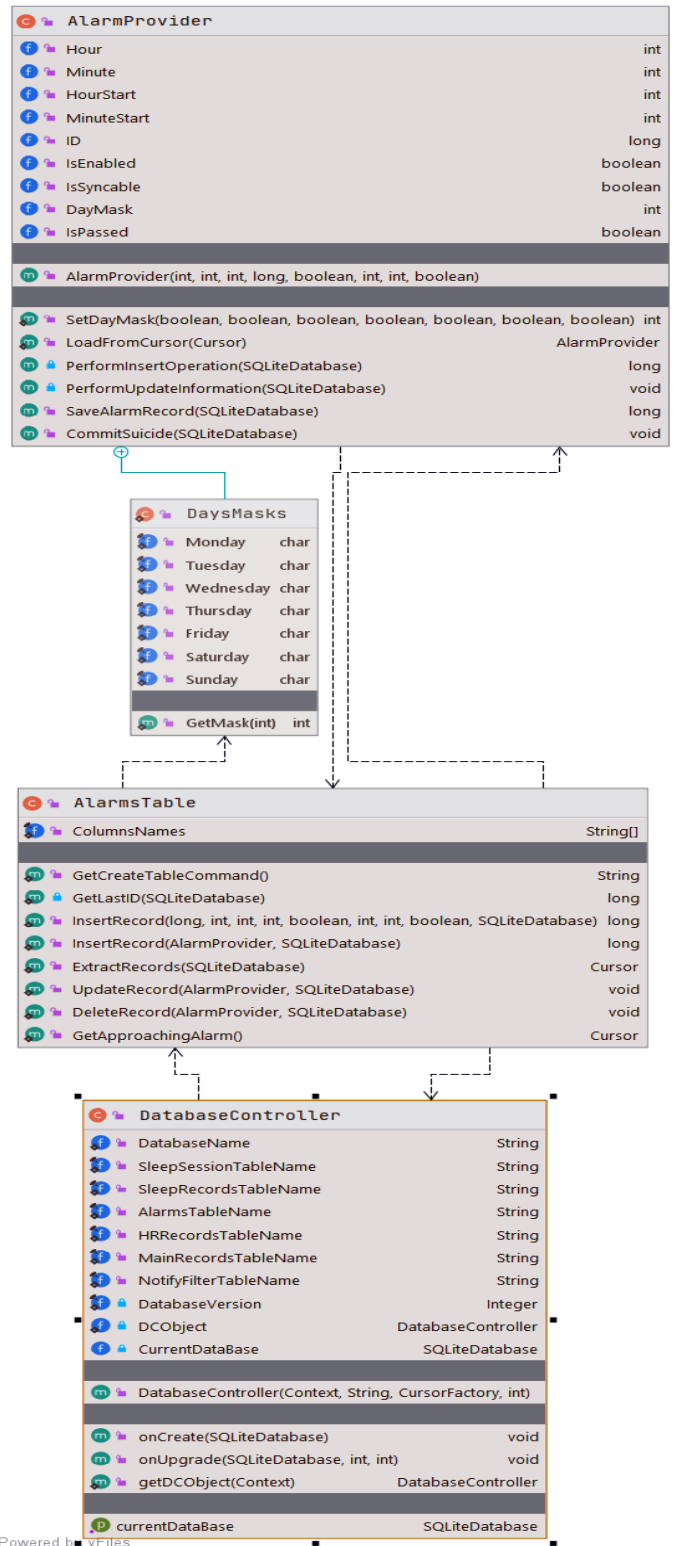 AlarmProvider
Hour int
Minute int
HourStart int
MinuteStart int
ID long
IsEnabled boolean
IsSyncable boolean
DayMask int
IsPassed boolean
AlarmProvider(int, int, int, long, boolean, int, int, boolean)
SetDayMask(boolean, boolean, boolean, boolean, boolean, boolean, boolean) int
LoadFromCursor(Cursor) AlarmProvider
PerformInsertOperation(SQLiteDatabase) long
PerformUpdateInformation(SQLiteDatabase) void
SaveAlarmRecord(SQLiteDatabase) long
CommitSuicide(SQLiteDatabase) void
DaysMasks
Monday char
Tuesday char
Wednesday char
Thursday char
Friday char
Saturday char
Sunday char
GetMask(int) int
AlarmsTable
ColumnsNames String[]
GetCreateTableCommand() String
GetLastID(SQLiteDatabase) long
InsertRecord(long, int, int, int, boolean, int, int, boolean, SQLiteDatabase) long
InsertRecord(AlarmProvider, SQLiteDatabase) long
ExtractRecords(SQLiteDatabase) Cursor
UpdateRecord(AlarmProvider, SQLiteDatabase) void
DeleteRecord(AlarmProvider, SQLiteDatabase) void
GetApproachingAlarm() Cursor
DatabaseController
DatabaseName String
SleepSessionTableName String
SleepRecordsTableName String
AlarmsTableName String
HRRecordsTableName String
MainRecordsTableName String
NotifyFilterTableName String
DatabaseVersion Integer
DCObject DatabaseController
CurrentDataBase SQLiteDatabase
DatabaseController(Context, String, CursorFactory, int)
onCreate(SQLiteDatabase) void
onUpgrade(SQLiteDatabase, int, int) void
getDCObject(Context) DatabaseController
currentDataBase SQLiteDatabase
Powered by yFiles